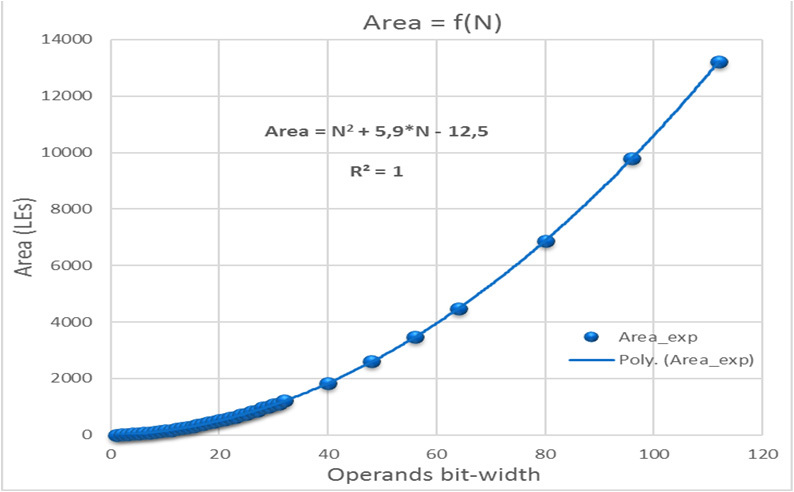 Area = f(N)
14000
12000
10000
8000
6000
4000
2000
0
Area (LEs)
Area = N² + 5,9*N - 12,5
R² = 1
Area_exp
Poly. (Area_exp)
0 20 40 60 80 100 120
Operands bit-width